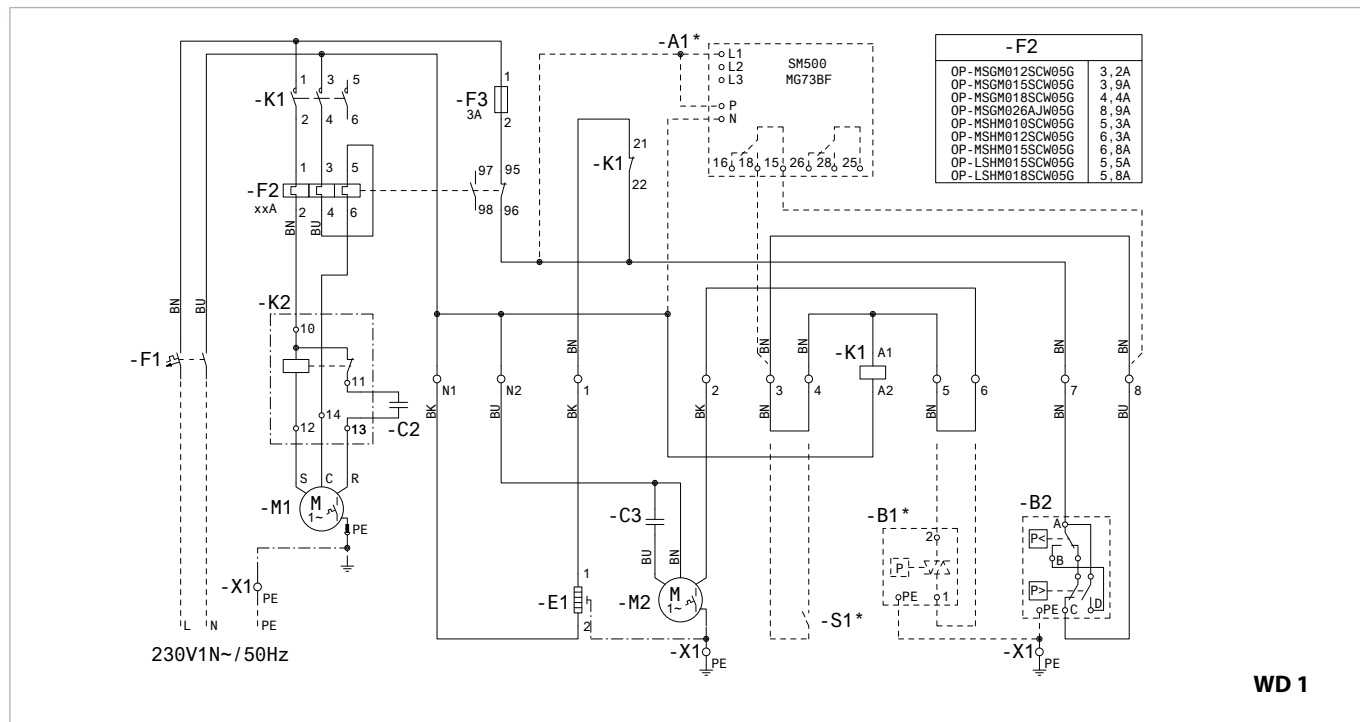 -A1*
L1
L2
L3
P
N
SM500
MG73BF
16 18 15 26 28 25
-F2
OP-MSGM012SCW05G 3,2A
OP-MSGM015SCW05G 3,9A
OP-MSGM018SCW05G 4,4A
OP-MSGM026AJW05G 8,9A
OP-MSHM010SCW05G 5,3A
OP-MSHM012SCW05G 6,3A
OP-MSHM015SCW05G 6,8A
OP-LSHM015SCW05G 5,5A
OP-LSHM018SCW05G 5,8A
1 3 5
-K1
2 4 6
1
-F3
3A
2
21
-K1
22
1 3 5
-F2
xxA
2 4 6
BN BU
97 95
98 96
BN BU
-F1
-K2
10
11
14
12 13
-C2
S C R
-M1
M
1~
PE
-X1
PE
L N PE
230V1N~/50Hz
BN BN BN BN BN
-K1
A1
A2
N1 N2 1 2 3 4 5 6 7 8
BK BU BK BK BN BN BN BU
-C3
BU BN
1
-E1
2
-M2
M
1~
-X1
PE
-S1*
-B1*
2
P
PE 1
-B2
A
P<
B
P>
PE C D
-X1
PE
WD 1